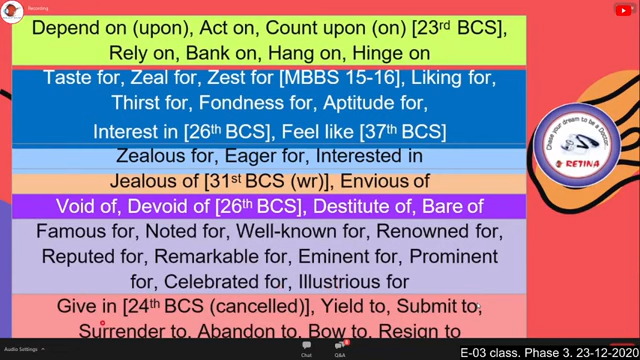 Recording
Depend on (upon), Act on, Count upon (on) [23rd BCS],
Rely on, Bank on, Hang on, Hinge on
Taste for, Zeal for, Zest for [MBBS 15-16], Liking for,
Thirst for, Fondness for, Aptitude for,
Interest in [26th BCS], Feel like [37th BCS]
Zealous for, Eager for, Interested in
Jealous of [31st BCS (wr)], Envious of
Void of, Devoid of [26th BCS], Destitute of, Bare of
Famous for, Noted for, Well-known for, Renowned for,
Reputed for, Remarkable for, Eminent for, Prominent
for, Celebrated for, Illustrious for
Give in [24th BCS (cancelled)], Yield to, Submit to,
Surrender to, Abandon to, Bow to, Resign to
Chase your dream to be a Doctor
RETINA
Audio Settings
Chat
Q&A
E-03 class. Phase 3. 23-12-2020